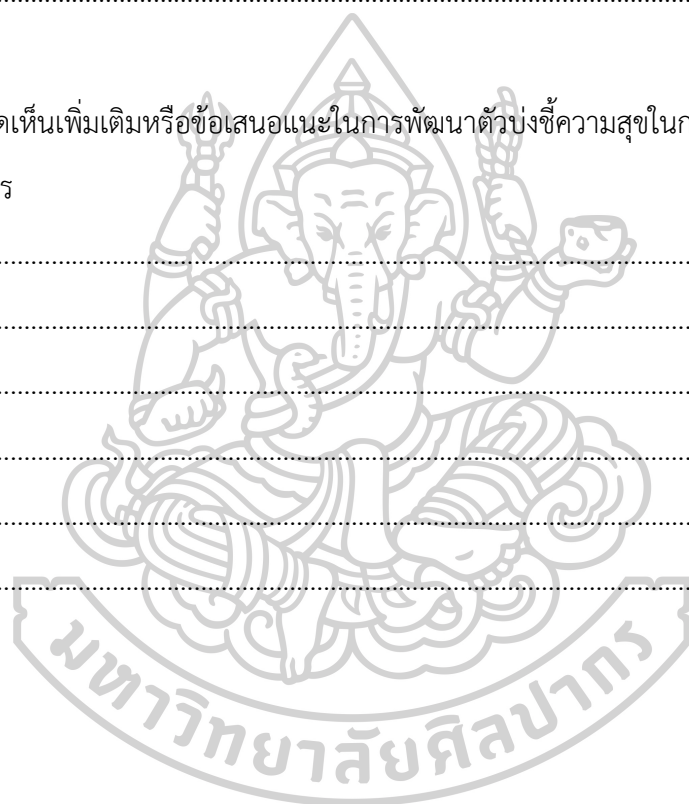 ดเห็นเพิ่มเติมหรือข้อเสนอแนะในการพัฒนาตัวบ่งชี้ความสุขในก
ร
มหาวิทยาลัยศิลปากร